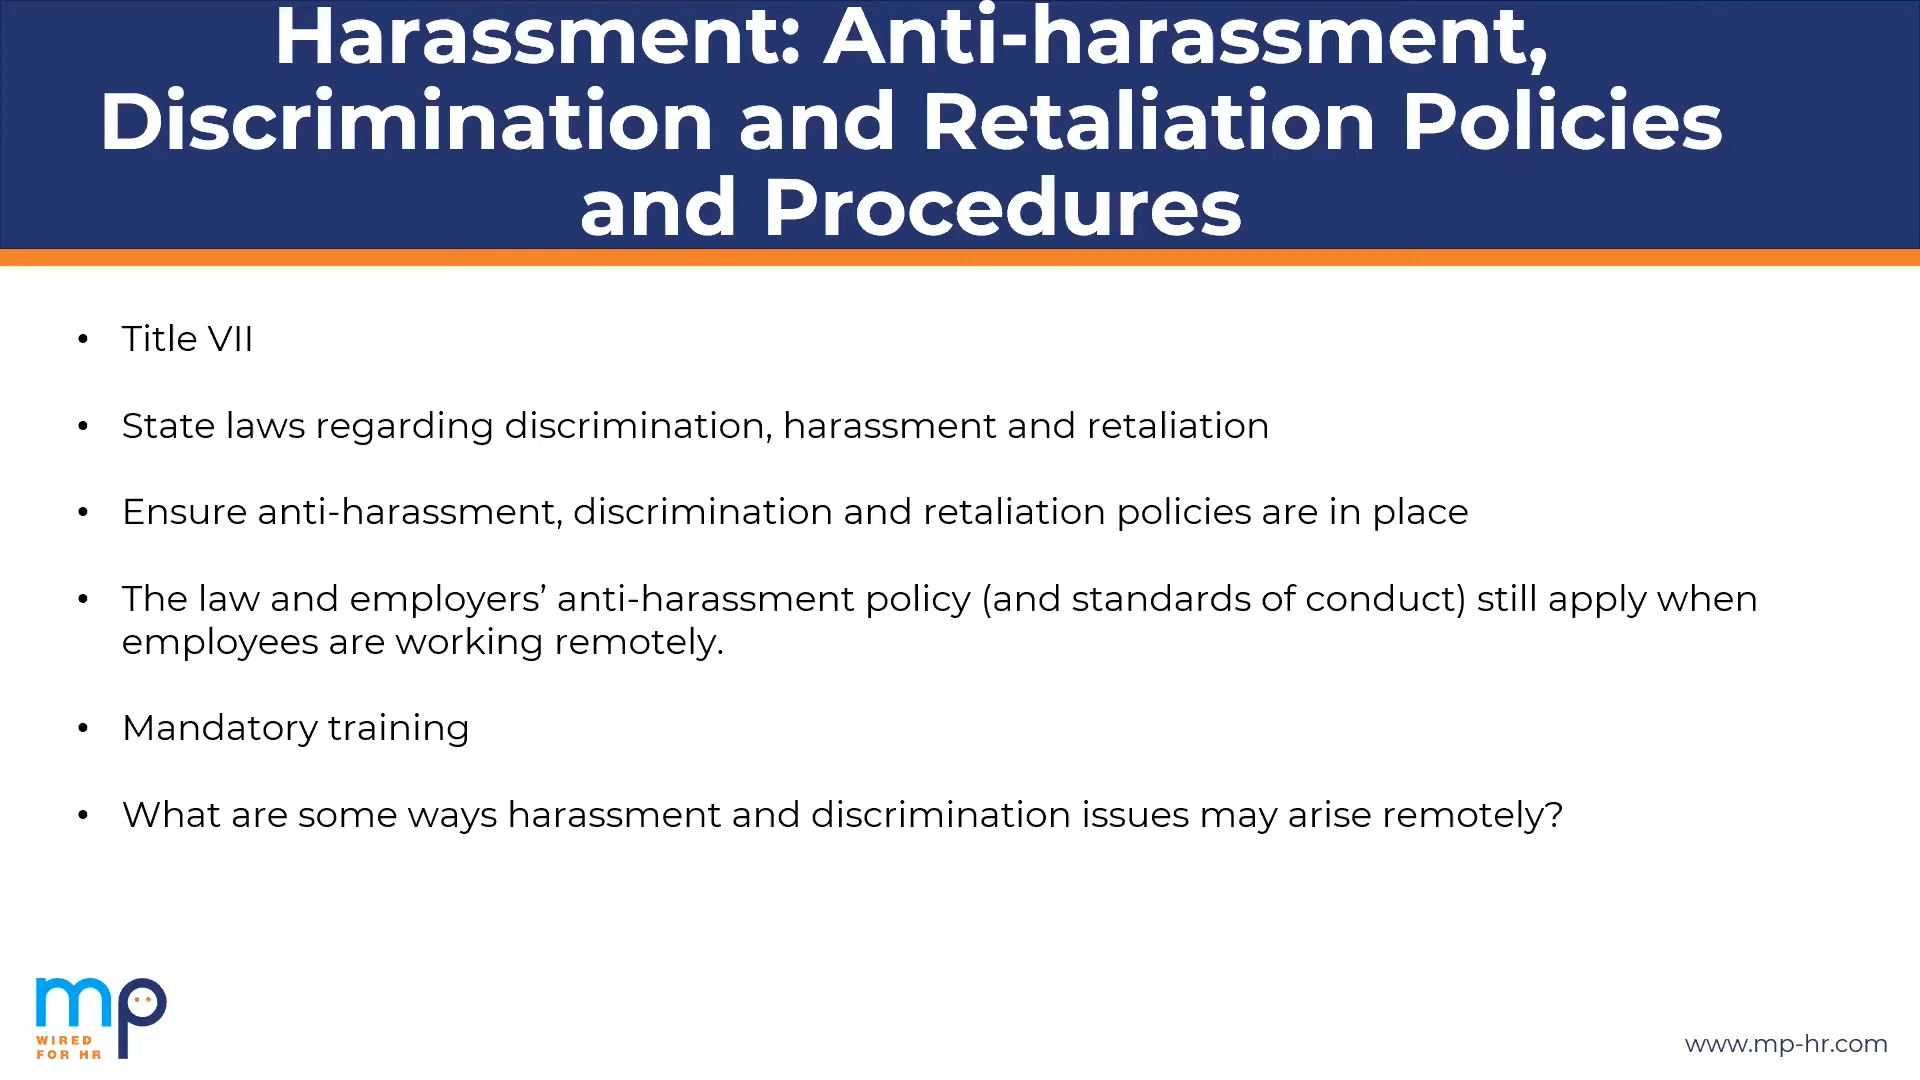 Harassment: Anti-harassment,
Discrimination and Retaliation Policies
and Procedures
• Title VII
• State laws regarding discrimination, harassment and retaliation
• Ensure anti-harassment, discrimination and retaliation policies are in place
• The law and employers’ anti-harassment policy (and standards of conduct) still apply when
employees are working remotely.
• Mandatory training
• What are some ways harassment and discrimination issues may arise remotely?
mp
WIRED
FOR HR
www.mp-hr.com